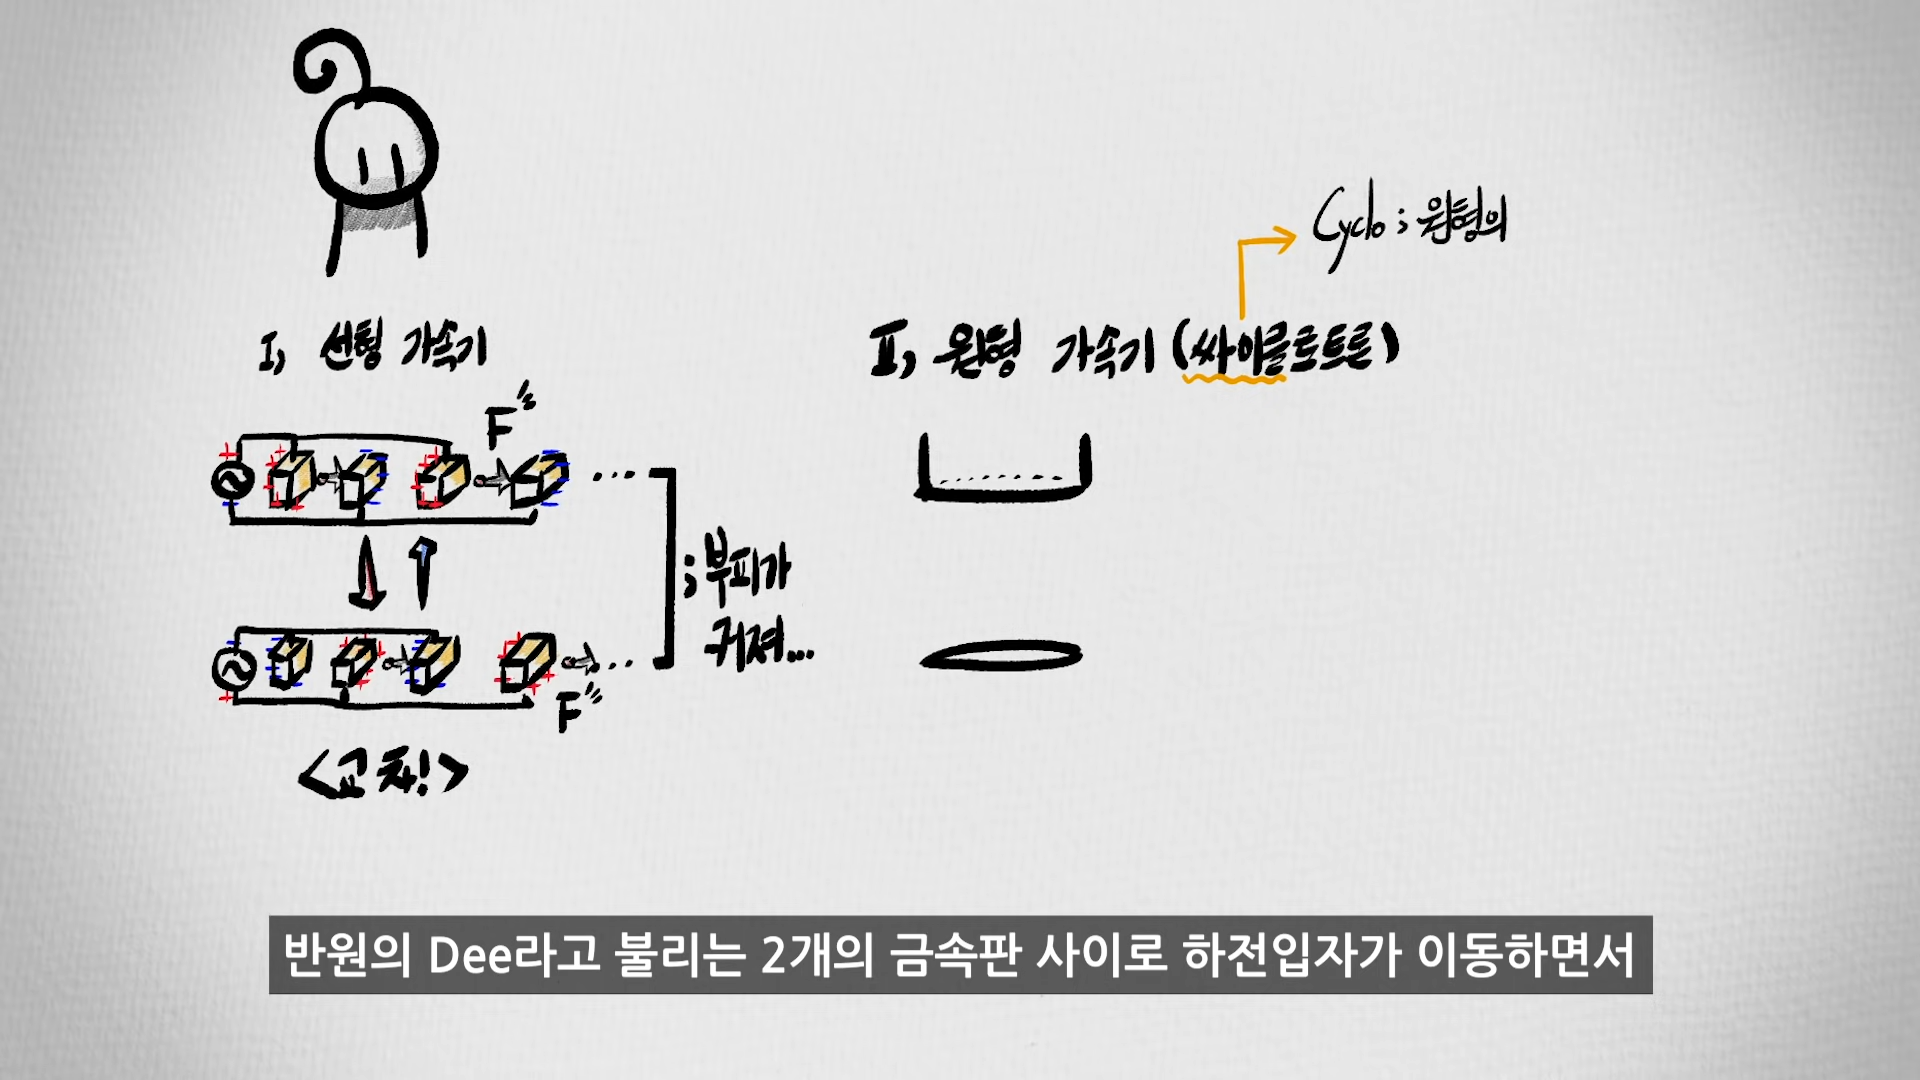 Cyclo ; 원형의
I, 선형 가속기
II, 원형 가속기 (싸이클로트론)
F
; 부피가
커져...
F
<교차!>
반원의 Dee라고 불리는 2개의 금속판 사이로 하전입자가 이동하면서